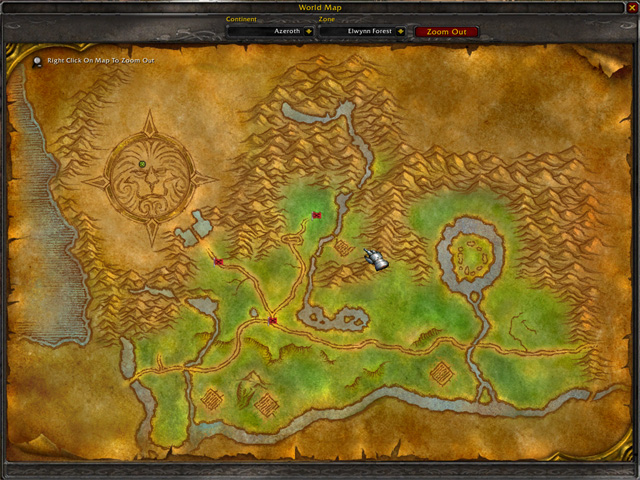 World Map
Continent Zone
Azeroth Elwynn Forest Zoom Out
Right Click On Map To Zoom Out